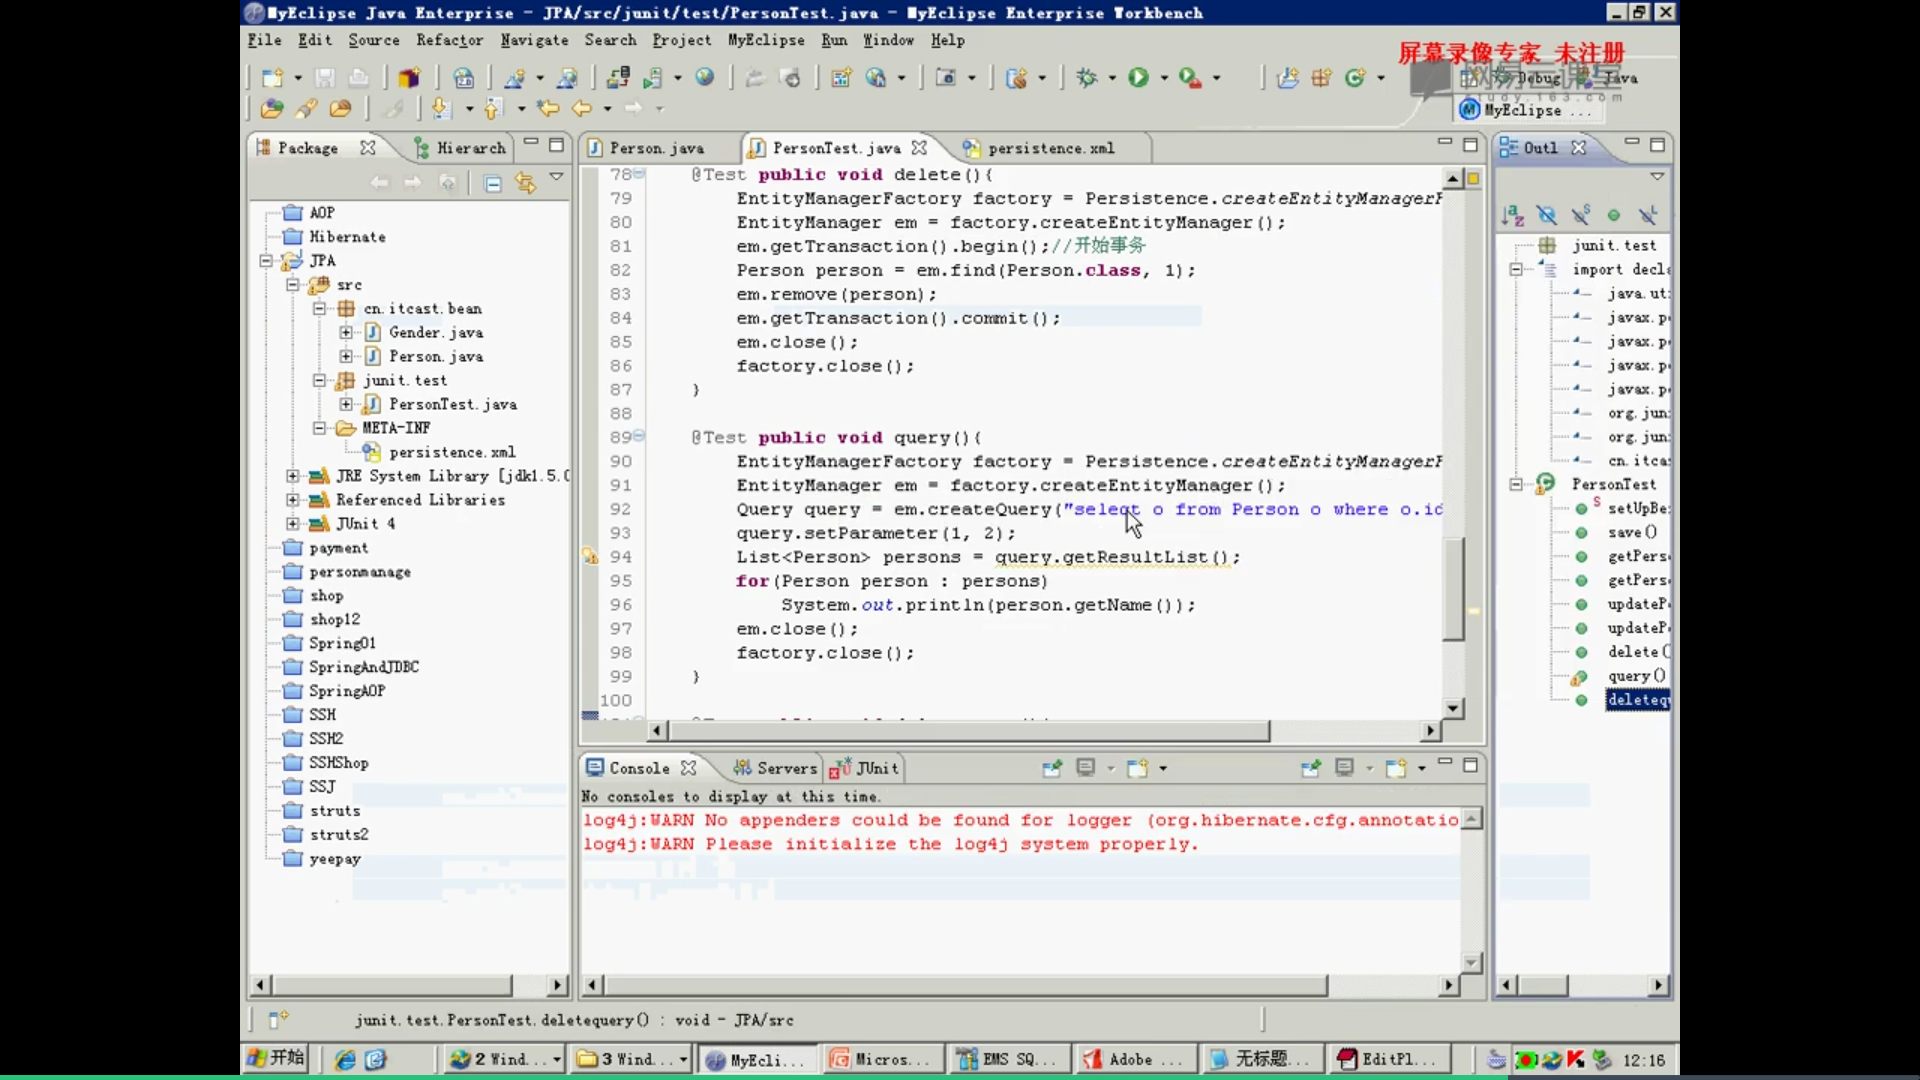 MyEclipse Java Enterprise - JPA/src/junit/test/PersonTest.java - MyEclipse Enterprise Workbench
File Edit Source Refactor Navigate Search Project MyEclipse Run Window Help
屏幕录像专家 未注册
Debug Java
study.163.com
MyEclipse ...
Package
Hierarch
Person.java
PersonTest.java
persistence.xml
Outl
AOP
Hibernate
JPA
src
cn.itcast.bean
Gender.java
Person.java
junit.test
PersonTest.java
META-INF
persistence.xml
JRE System Library [jdk1.5.0
Referenced Libraries
JUnit 4
payment
personmanage
shop
shop12
Spring01
SpringAndJDBC
SpringAOP
SSH
SSH2
SSHShop
SSJ
struts
struts2
yeepay
78 @Test public void delete(){
79 EntityManagerFactory factory = Persistence.createEntityManagerF
80 EntityManager em = factory.createEntityManager();
81 em.getTransaction().begin();//开始事务
82 Person person = em.find(Person.class, 1);
83 em.remove(person);
84 em.getTransaction().commit();
85 em.close();
86 factory.close();
87 }
88
89 @Test public void query(){
90 EntityManagerFactory factory = Persistence.createEntityManagerF
91 EntityManager em = factory.createEntityManager();
92 Query query = em.createQuery("select o from Person o where o.id
93 query.setParameter(1, 2);
94 List<Person> persons = query.getResultList();
95 for(Person person : persons)
96 System.out.println(person.getName());
97 em.close();
98 factory.close();
99 }
100
junit.test
import decla
java.ut:
javax.p
javax.p
javax.p
javax.p
org.jun:
org.jun:
cn.itca:
PersonTest
setUpBe
save()
getPers
getPers
updateP
updateP
delete(
query()
deletequ
Console
Servers
JUnit
No consoles to display at this time.
log4j:WARN No appenders could be found for logger (org.hibernate.cfg.annotatio
log4j:WARN Please initialize the log4j system properly.
junit.test.PersonTest.deletequery() : void - JPA/src
开始
2 Wind...
3 Wind...
MyEcli...
Micros...
EMS SQ...
Adobe ...
无标题...
EditPl...
12:16